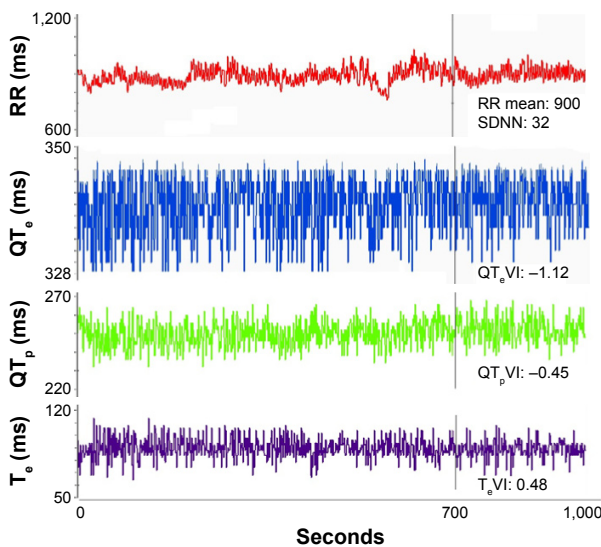 1,200
RR (ms)
600
RR mean: 900
SDNN: 32
350
QTe (ms)
328
QTeVI: –1.12
270
QTp (ms)
220
QTpVI: –0.45
120
Te (ms)
50
TeVI: 0.48
0 700 1,000
Seconds